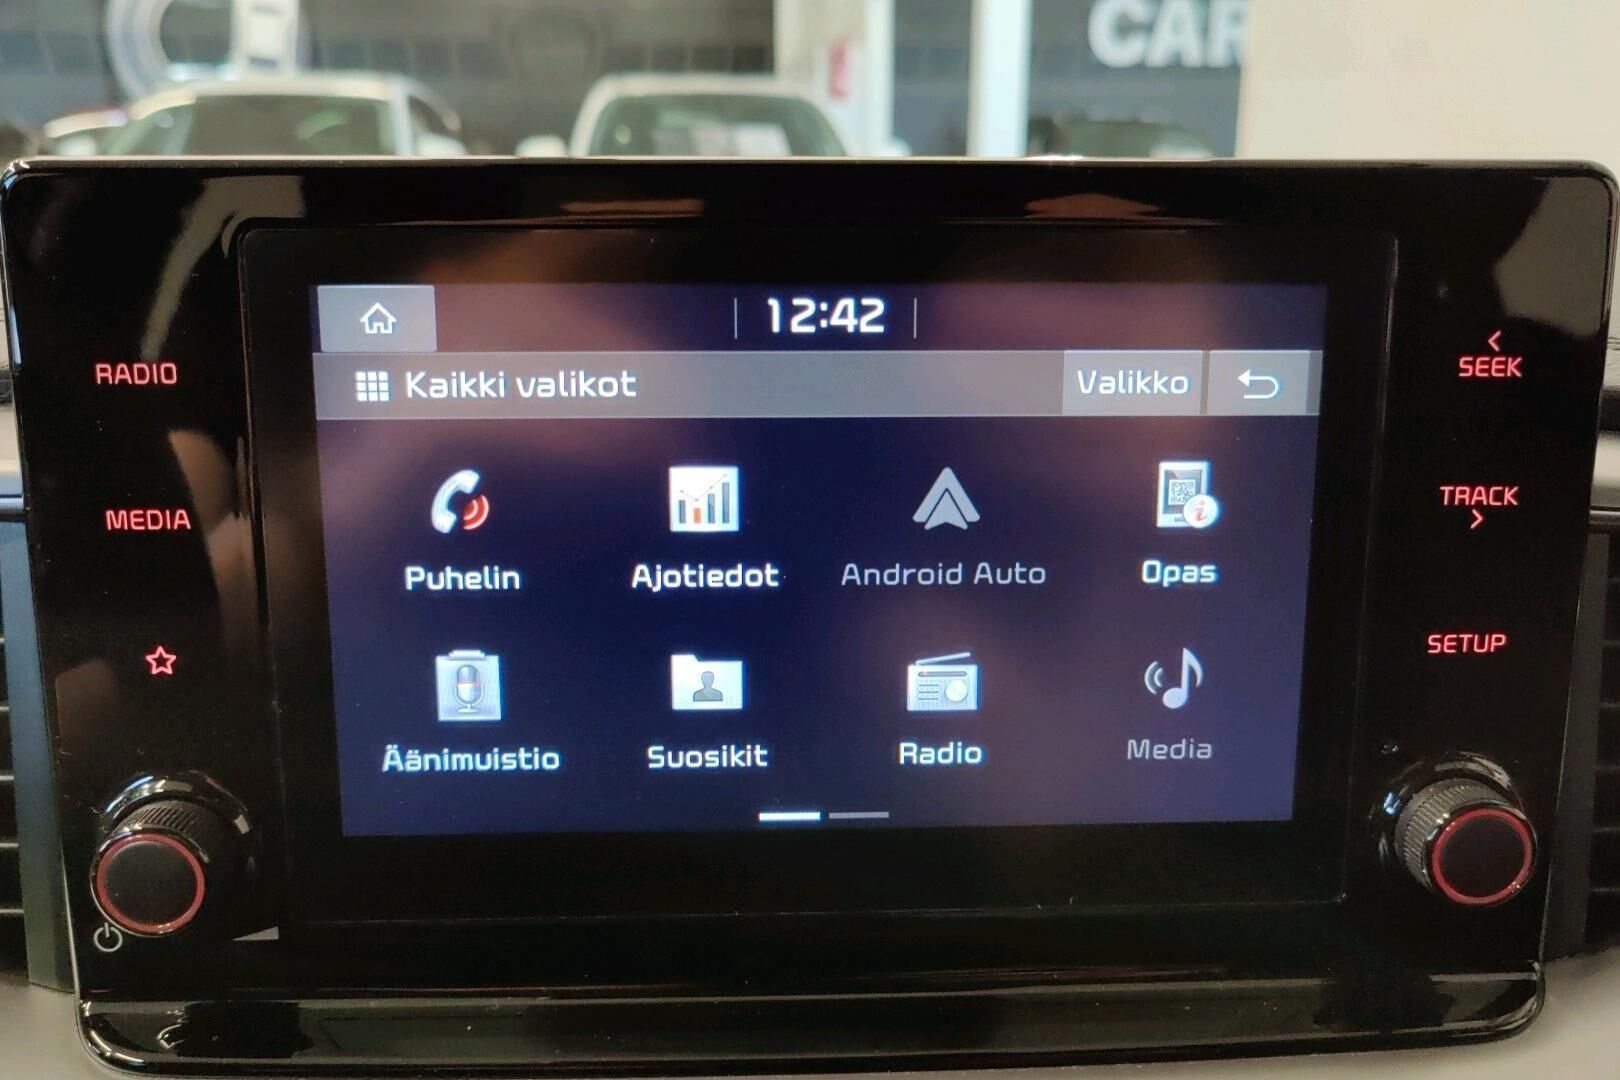 CAR
12:42
Kaikki valikot
Valikko
RADIO
MEDIA
SEEK
TRACK
SETUP
Puhelin
Ajotiedot
Android Auto
Opas
Äänimuistio
Suosikit
Radio
Media